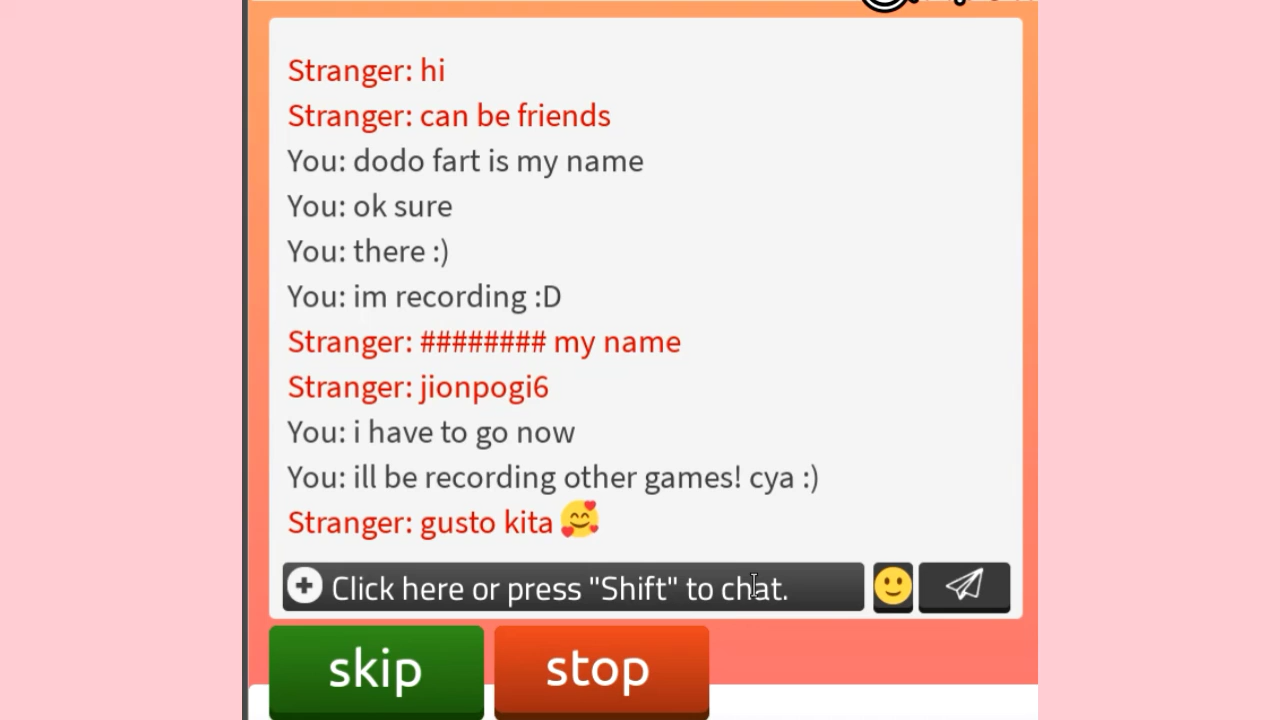 Stranger: hi
Stranger: can be friends
You: dodo fart is my name
You: ok sure
You: there :)
You: im recording :D
Stranger: ######## my name
Stranger: jionpogi6
You: i have to go now
You: ill be recording other games! cya :)
Stranger: gusto kita 🥰
Click here or press "Shift" to chat.
skip
stop